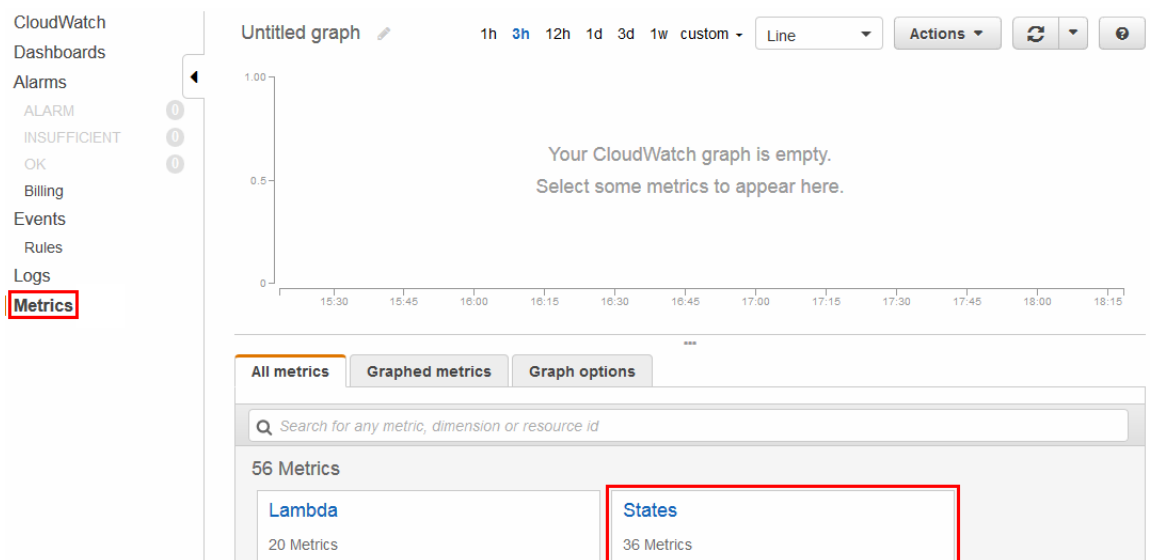 CloudWatch
Dashboards
Alarms
ALARM 0
INSUFFICIENT 0
OK 0
Billing
Events
Rules
Logs
Metrics
Untitled graph 1h 3h 12h 1d 3d 1w custom Line Actions
1.00
0.5
0
Your CloudWatch graph is empty.
Select some metrics to appear here.
15:30 15:45 16:00 16:15 16:30 16:45 17:00 17:15 17:30 17:45 18:00 18:15
All metrics Graphed metrics Graph options
Search for any metric, dimension or resource id
56 Metrics
Lambda
20 Metrics
States
36 Metrics